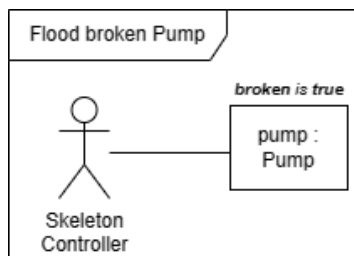 Flood broken Pump
broken is true
pump :
Pump
Skeleton
Controller